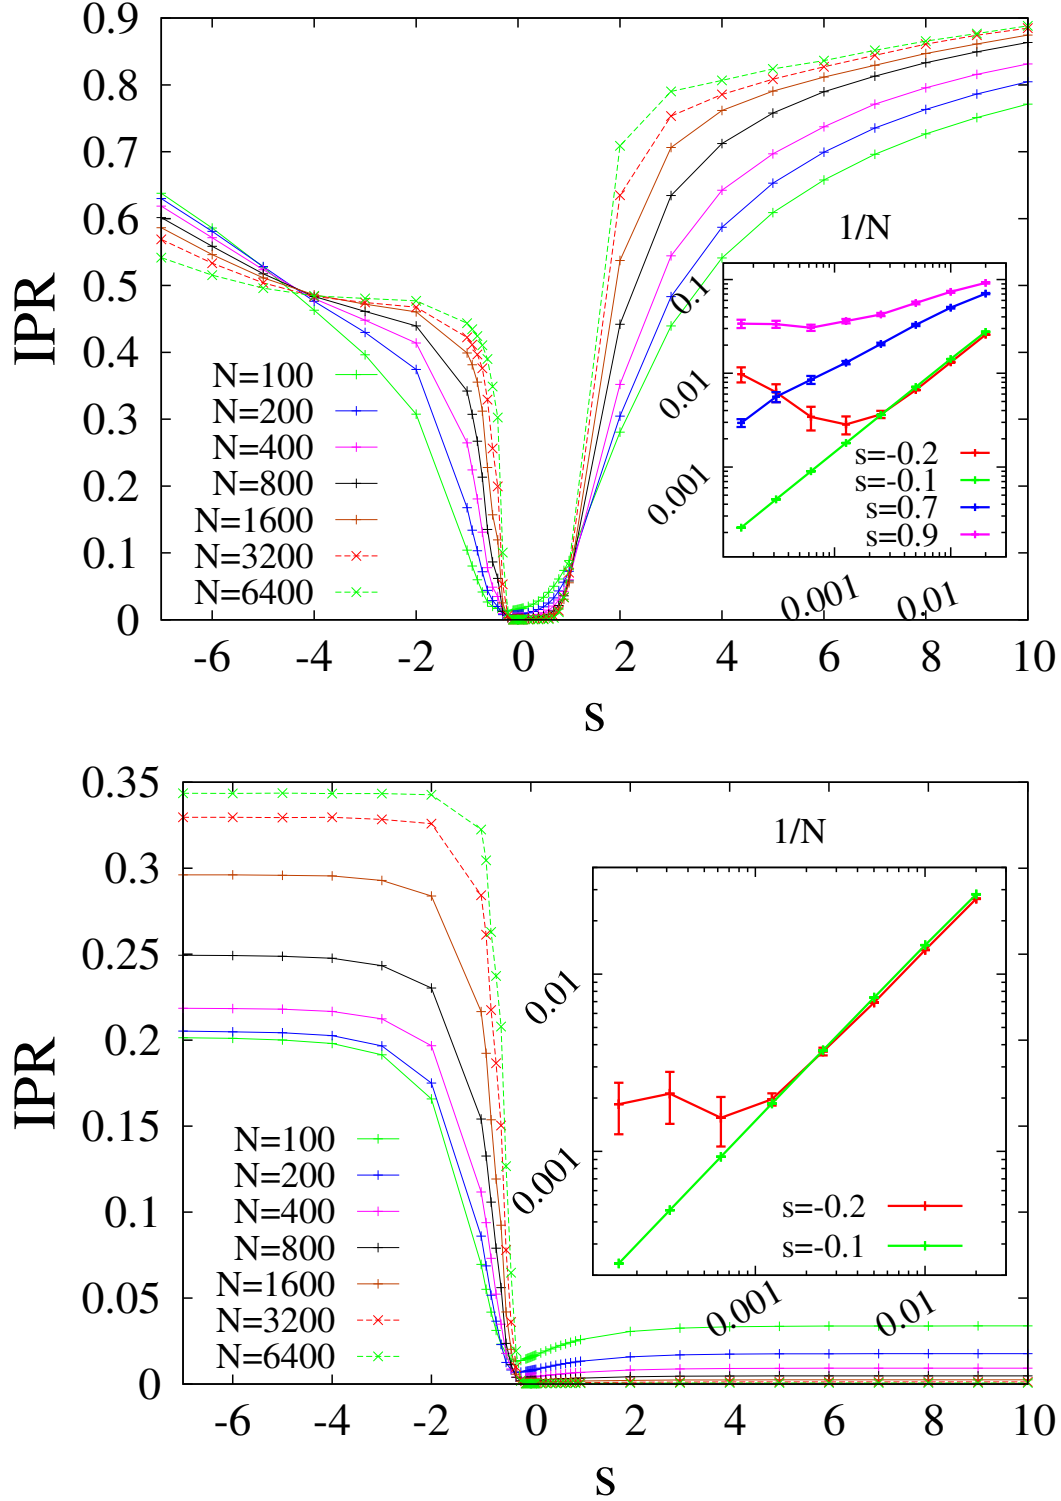 0.9
0.8
0.7
0.6
0.5
0.4
0.3
0.2
0.1
0
IPR
-6
-4
-2
0
2
4
6
8
10
s
N=100
N=200
N=400
N=800
N=1600
N=3200
N=6400
1/N
0.1
0.01
0.001
s=-0.2
s=-0.1
s=0.7
s=0.9
0.001
0.01
0.35
0.3
0.25
0.2
0.15
0.1
0.05
0
IPR
-6
-4
-2
0
2
4
6
8
10
s
N=100
N=200
N=400
N=800
N=1600
N=3200
N=6400
1/N
0.01
0.001
s=-0.2
s=-0.1
0.001
0.01